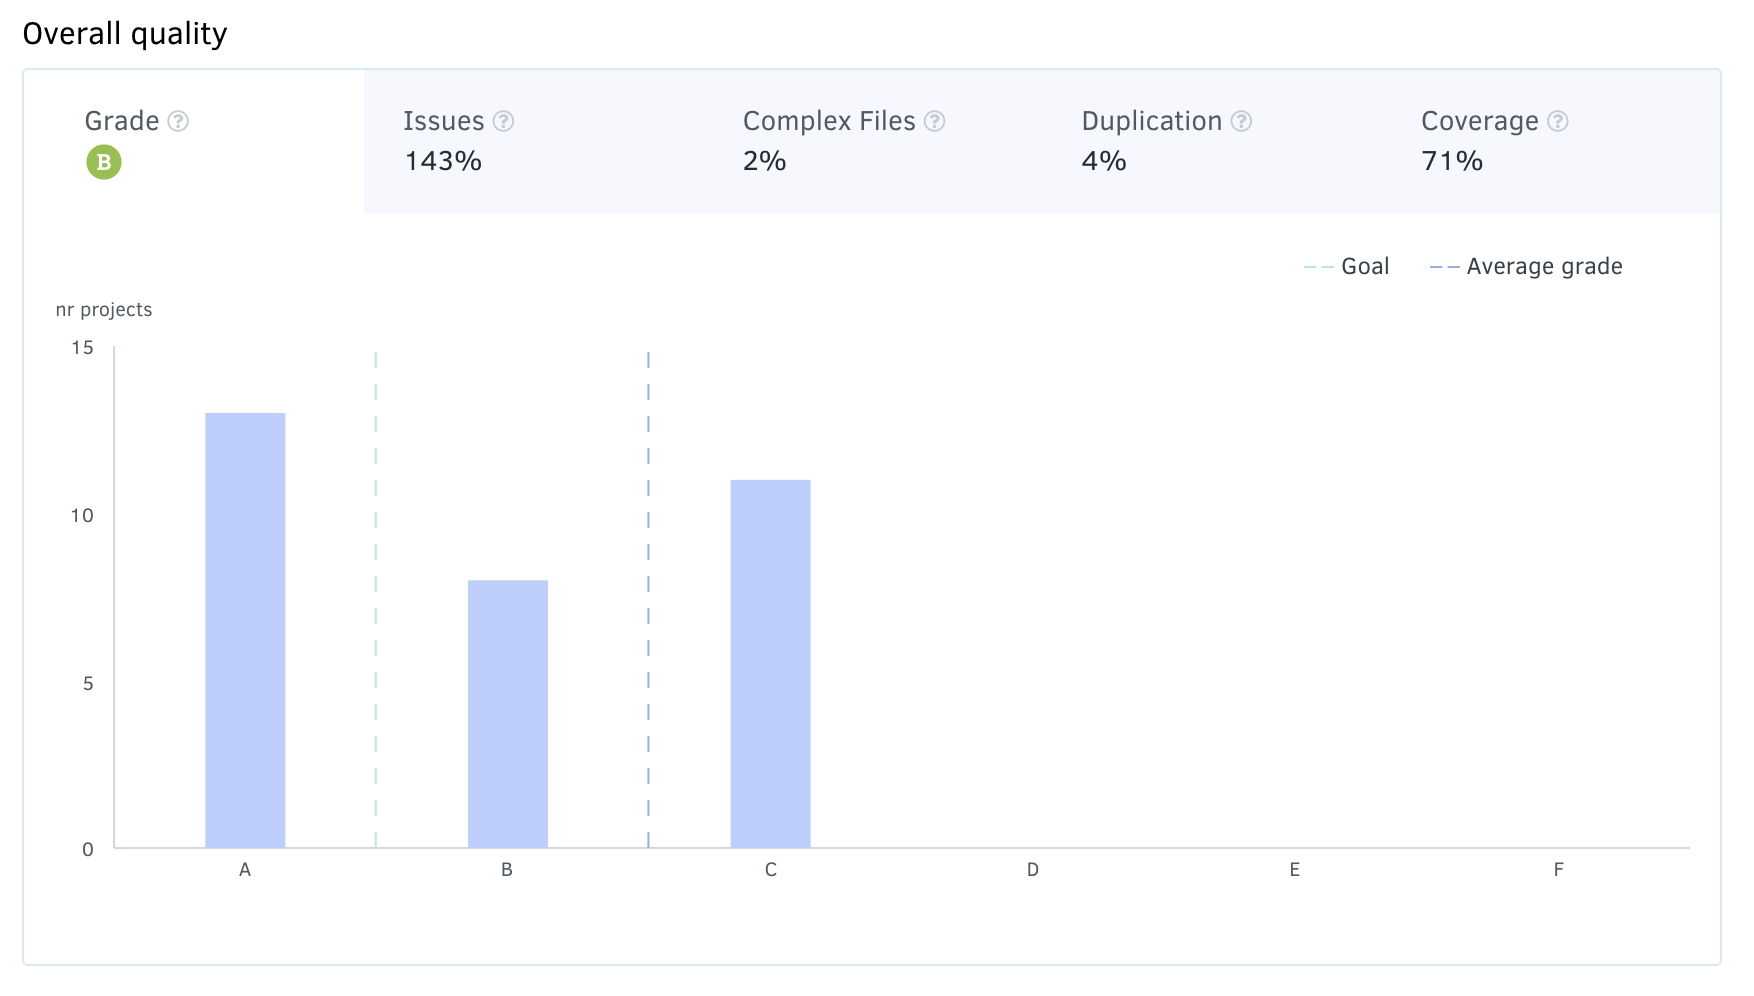 Overall quality
Grade ? Issues ? Complex Files ? Duplication ? Coverage ?
B 143% 2% 4% 71%
Goal Average grade
nr projects
15
10
5
0
A B C D E F